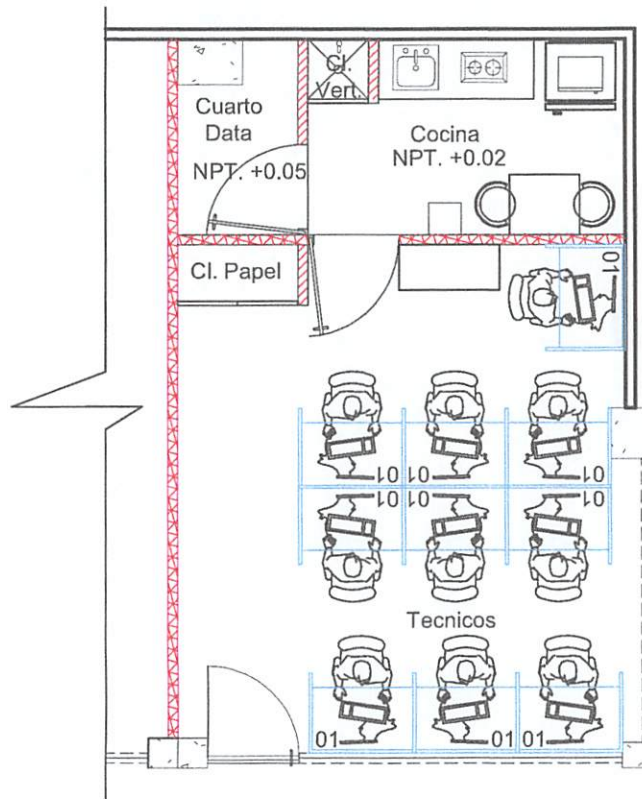 Cl.
Vert.
Cuarto
Data
NPT. +0.05
Cocina
NPT. +0.02
Cl. Papel
01
01
01
01
01
01
01
Tecnicos
01
01
01